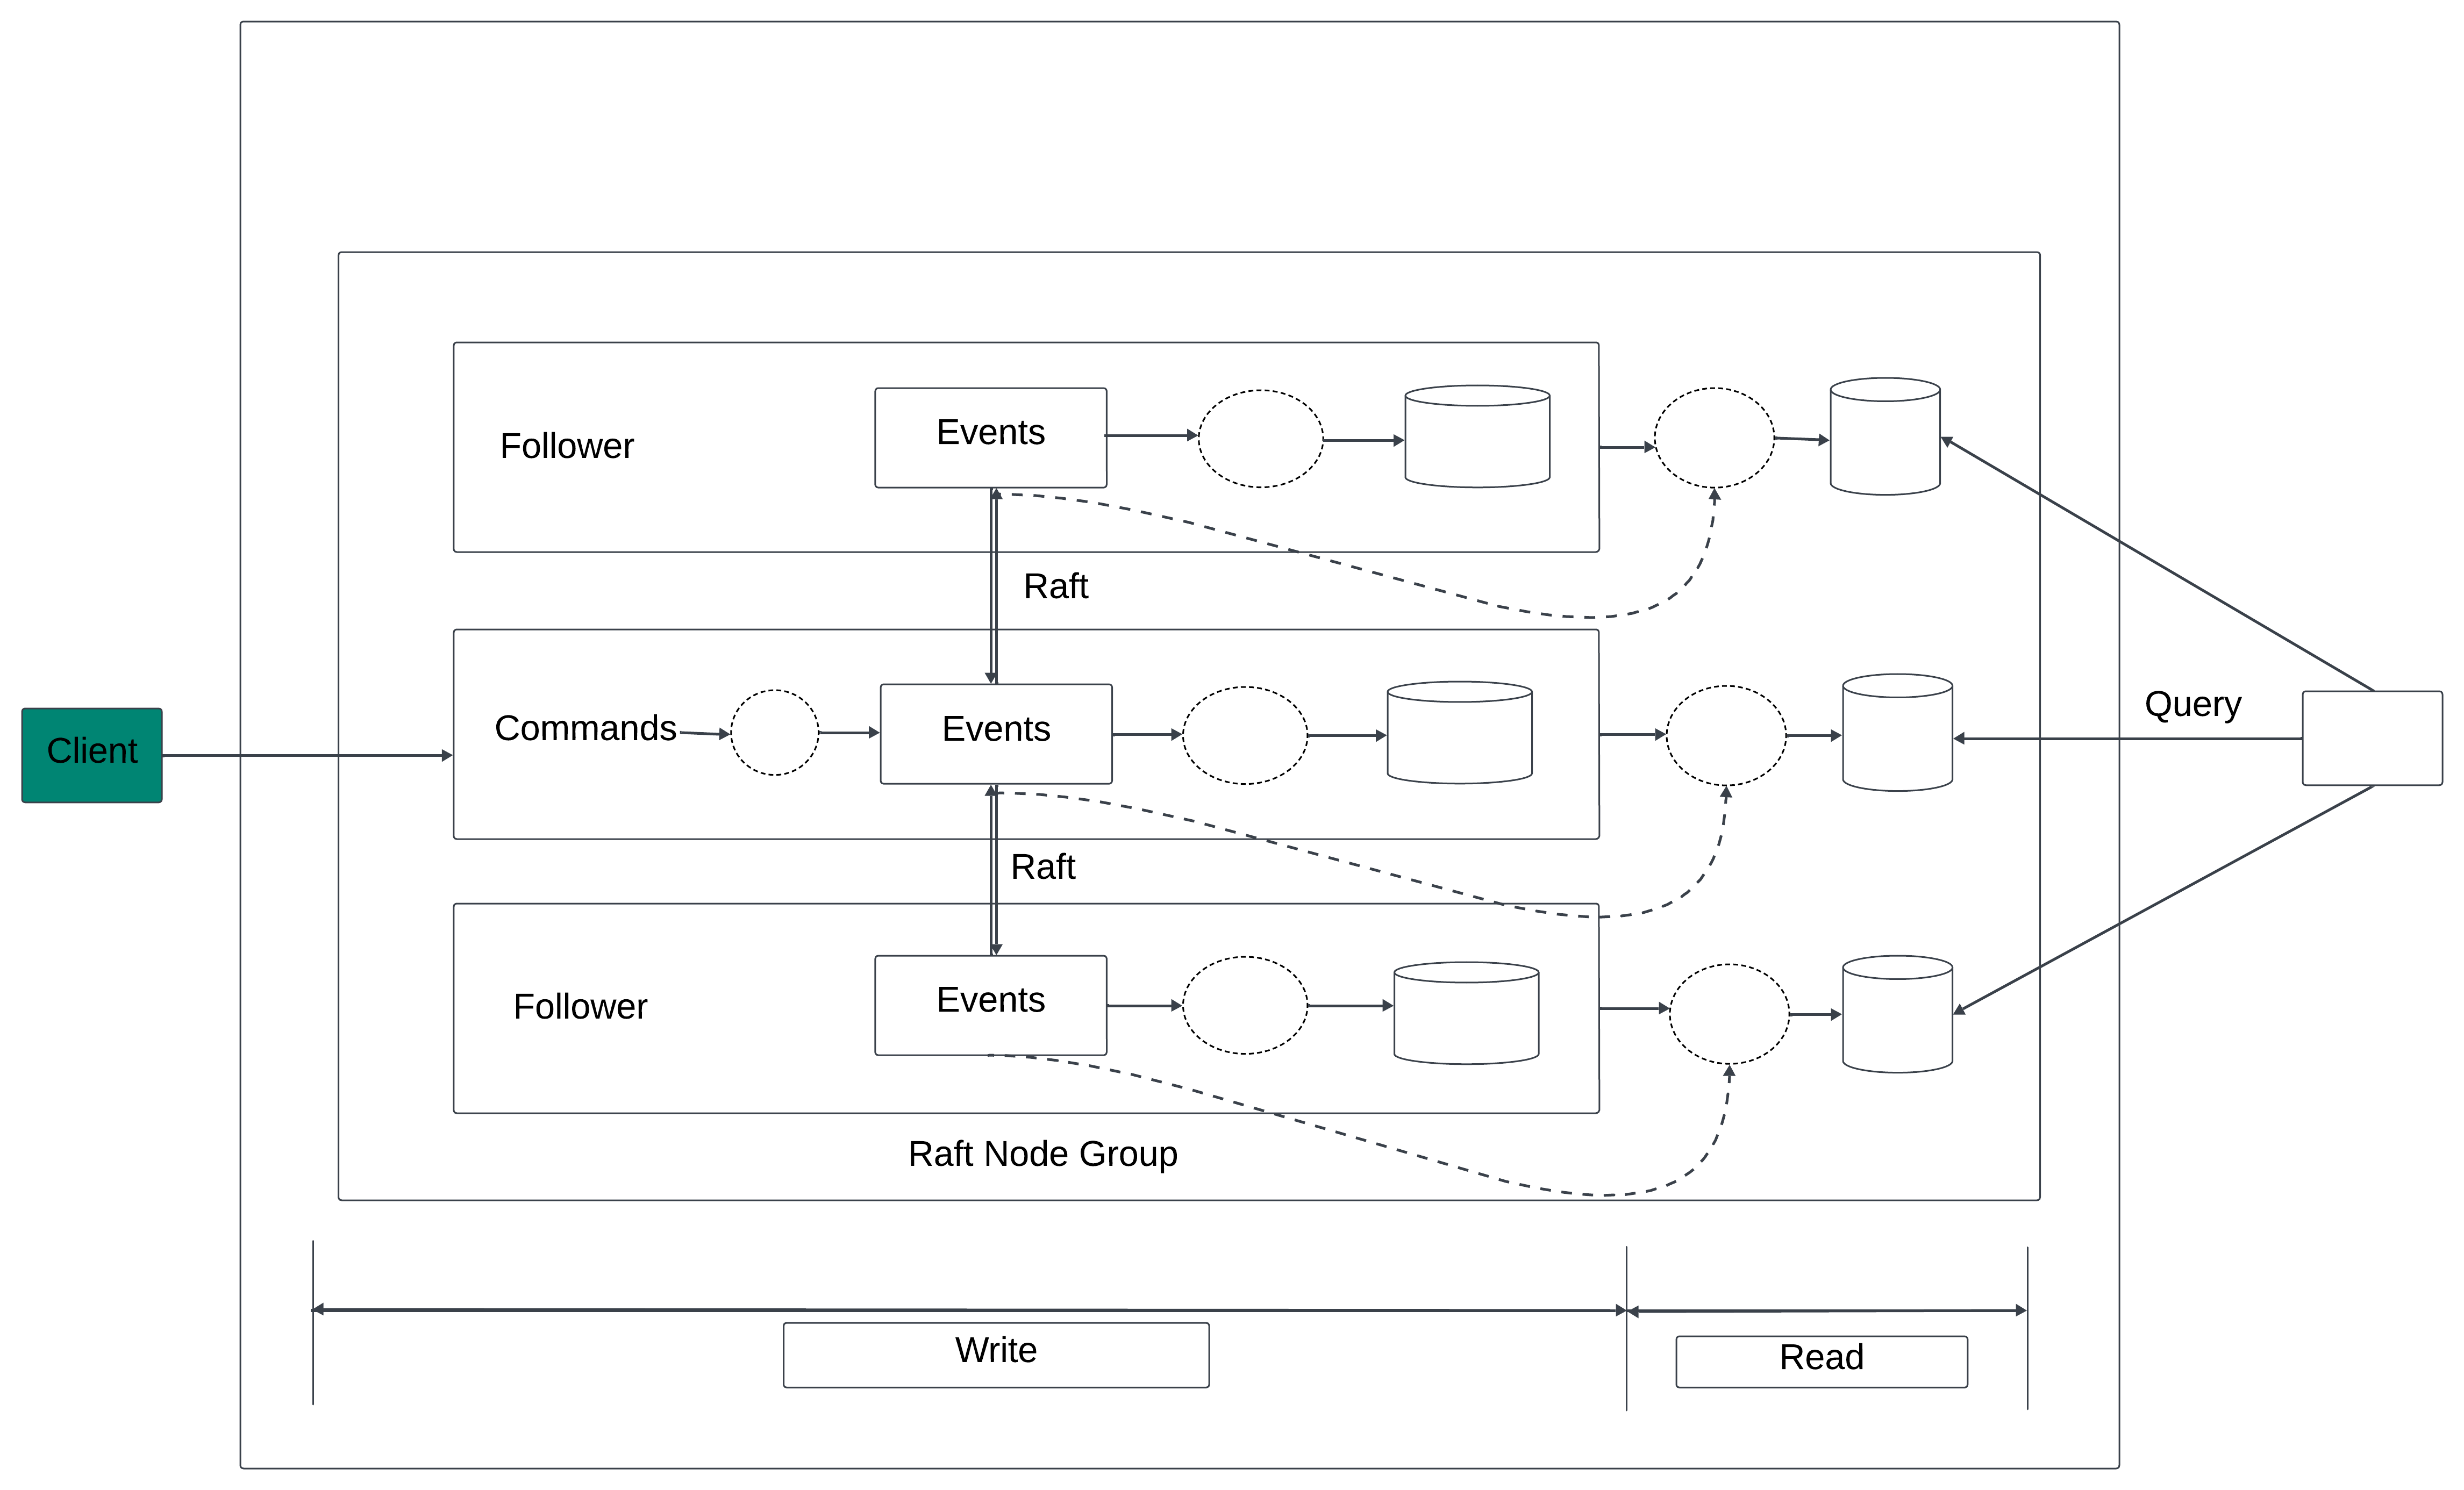 Follower
Events
Raft
Client
Commands
Events
Query
Raft
Follower
Events
Raft Node Group
Write
Read